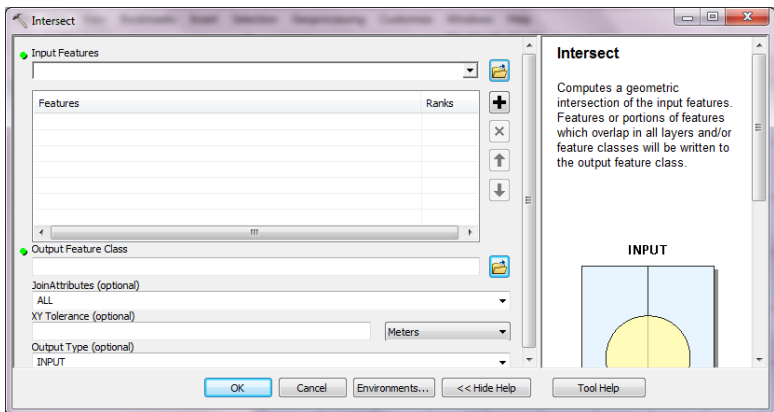 Intersect
Input Features
Features Ranks
Output Feature Class
JoinAttributes (optional)
ALL
XY Tolerance (optional)
Meters
Output Type (optional)
INPUT
OK Cancel Environments... << Hide Help Tool Help
Intersect
Computes a geometric
intersection of the input features.
Features or portions of features
which overlap in all layers and/or
feature classes will be written to
the output feature class.
INPUT